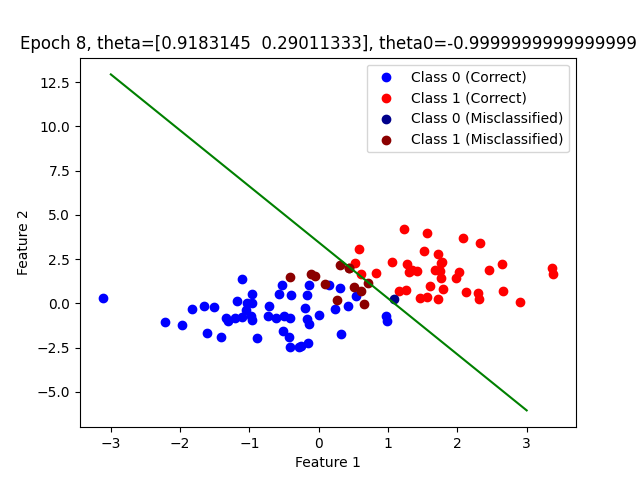 Epoch 8, theta=[0.9183145  0.29011333], theta0=-0.9999999999999999
Class 0 (Correct)
Class 1 (Correct)
Class 0 (Misclassified)
Class 1 (Misclassified)
12.5
10.0
7.5
5.0
2.5
0.0
−2.5
−5.0
Feature 2
−3
−2
−1
0
1
2
3
Feature 1